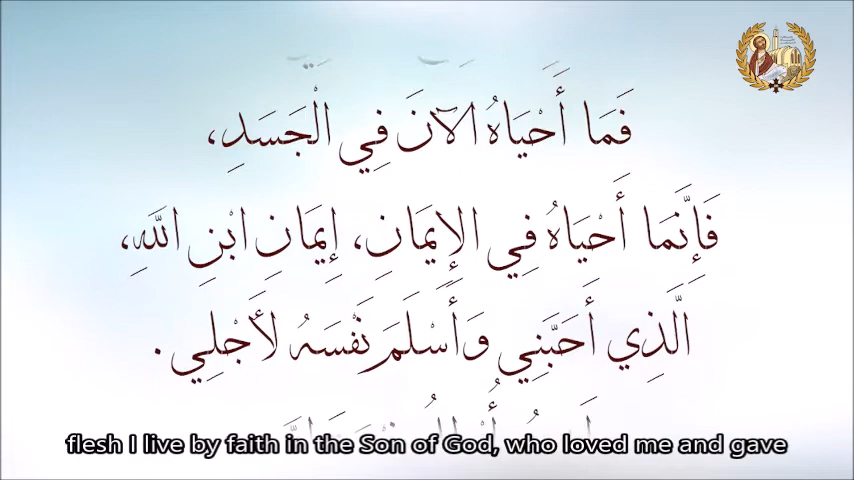 فَمَا أَحْيَاهُ الآنَ فِي الْجَسَدِ،
فَإِنَّمَا أَحْيَاهُ فِي الإِيمَانِ، إِيمَانِ ابْنِ اللَّهِ،
الَّذِي أَحَبَّنِي وَأَسْلَمَ نَفْسَهُ لأَجْلِي.
flesh I live by faith in the Son of God, who loved me and gave